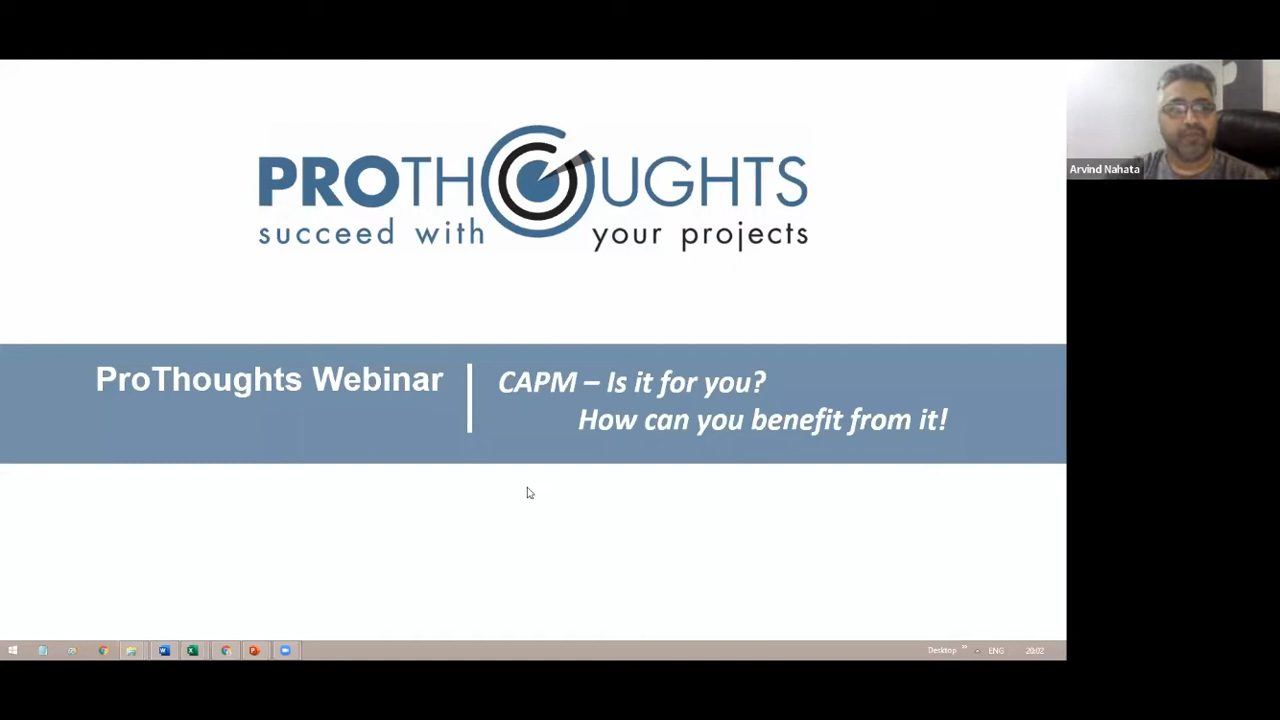 PROTHOUGHTS
succeed with your projects
Arvind Nahata
ProThoughts Webinar
CAPM – Is it for you?
How can you benefit from it!
Desktop
ENG
20:02